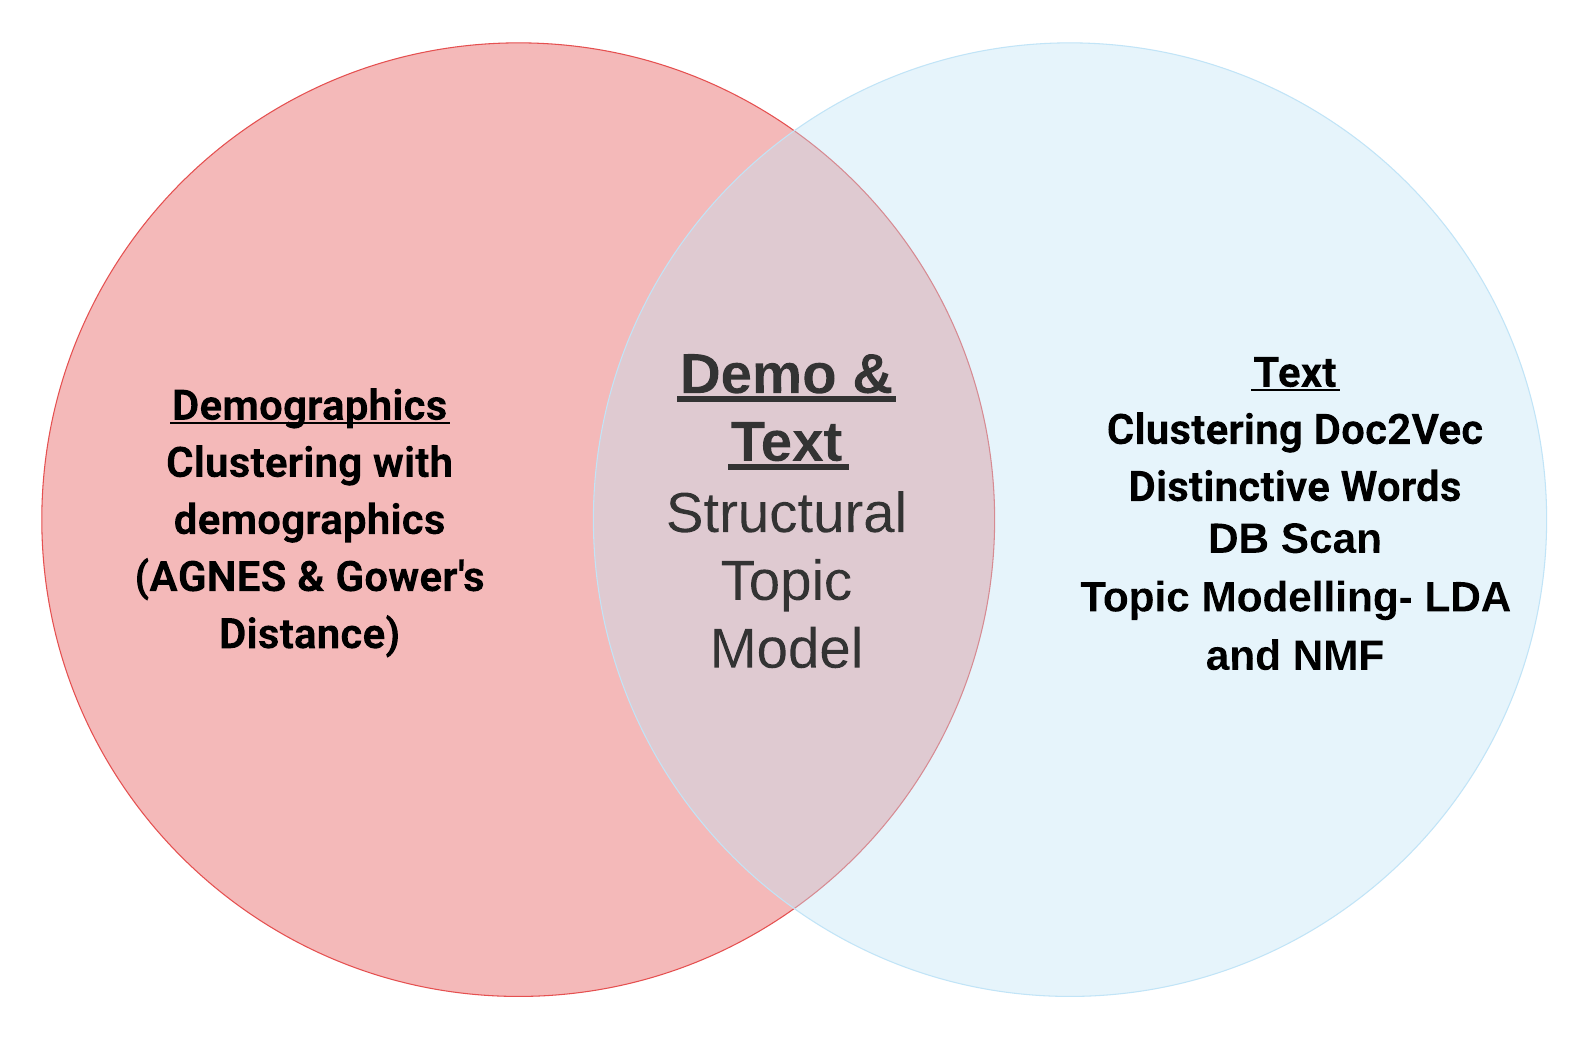 Demographics
Clustering with
demographics
(AGNES & Gower's
Distance)
Demo &
Text
Structural
Topic
Model
Text
Clustering Doc2Vec
Distinctive Words
DB Scan
Topic Modelling- LDA
and NMF